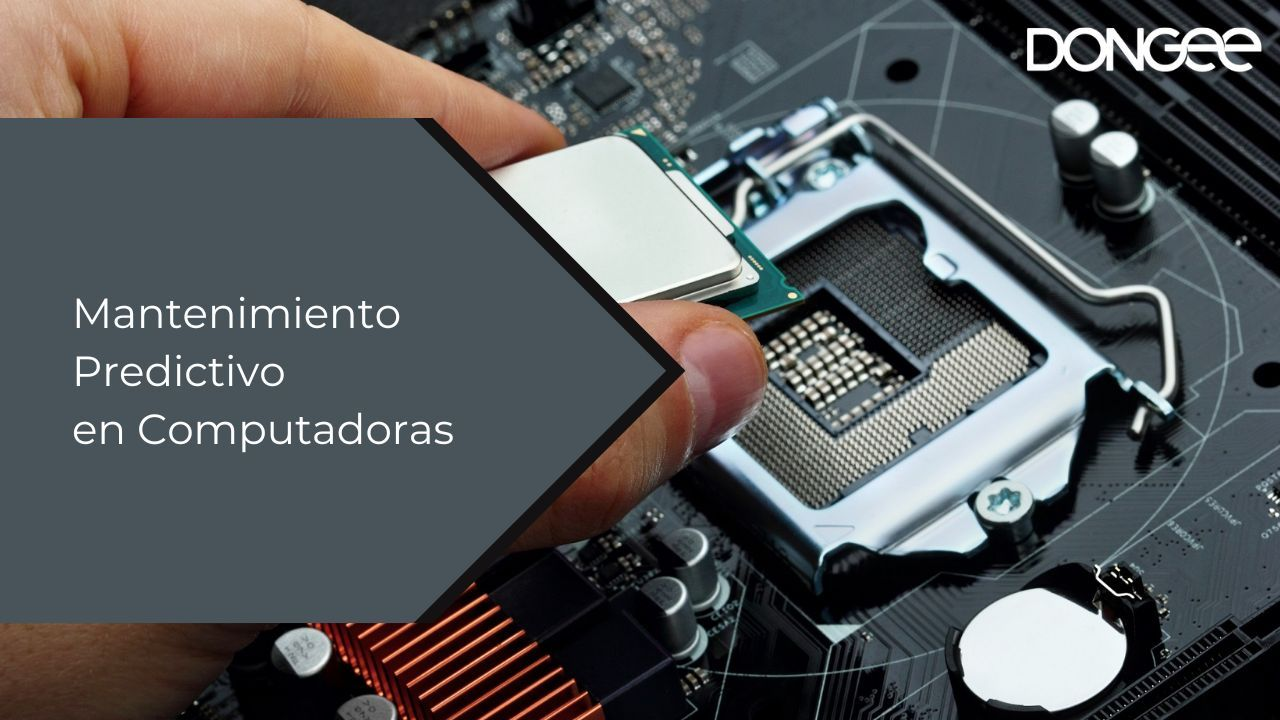 DONGEE
Mantenimiento
Predictivo
en Computadoras